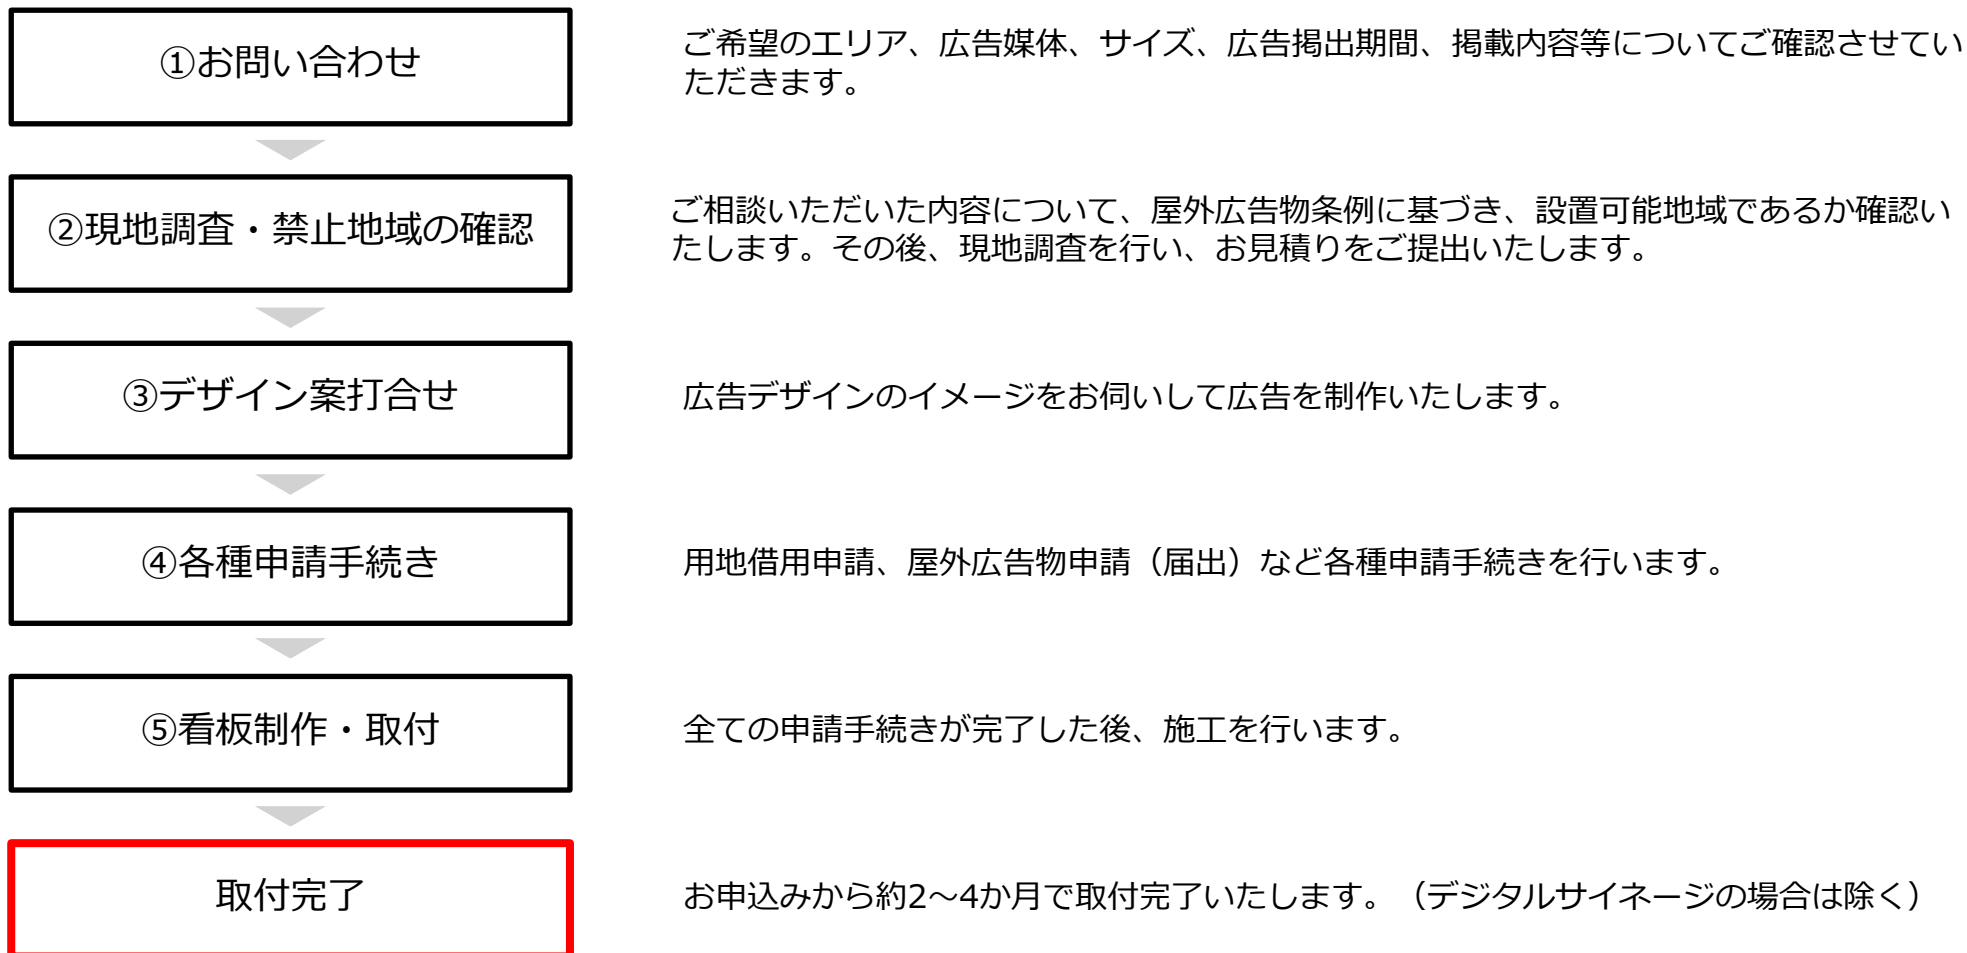 ①お問い合わせ
ご希望のエリア、広告媒体、サイズ、広告掲出期間、掲載内容等についてご確認させてい
ただきます。
②現地調査・禁止地域の確認
ご相談いただいた内容について、屋外広告物条例に基づき、設置可能地域であるか確認い
たします。その後、現地調査を行い、お見積りをご提出いたします。
③デザイン案打合せ
広告デザインのイメージをお伺いして広告を制作いたします。
④各種申請手続き
用地借用申請、屋外広告物申請（届出）など各種申請手続きを行います。
⑤看板制作・取付
全ての申請手続きが完了した後、施工を行います。
取付完了
お申込みから約2～4か月で取付完了いたします。（デジタルサイネージの場合は除く）